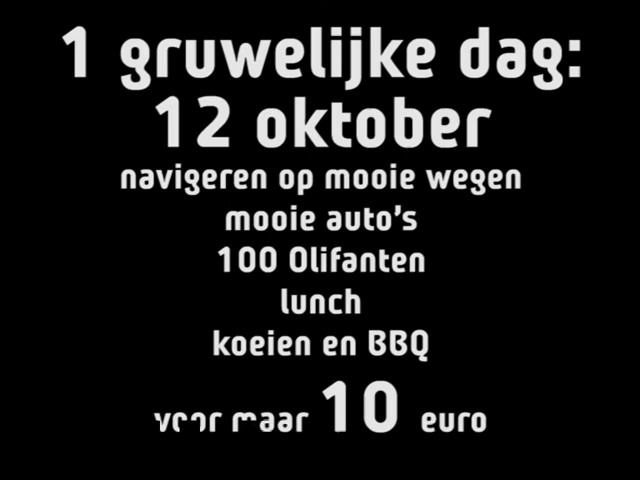 1 gruwelijke dag:
12 oktober
navigeren op mooie wegen
mooie auto's
100 Olifanten
lunch
koeien en BBQ
voor maar 10 euro